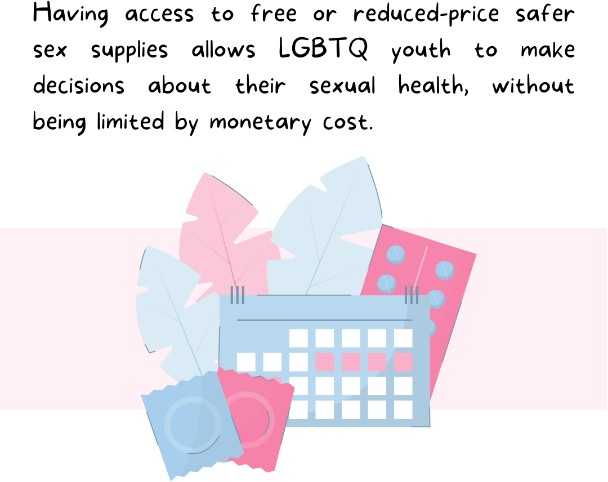 Having access to free or reduced-price safer
sex supplies allows LGBTQ youth to make
decisions about their sexual health, without
being limited by monetary cost.